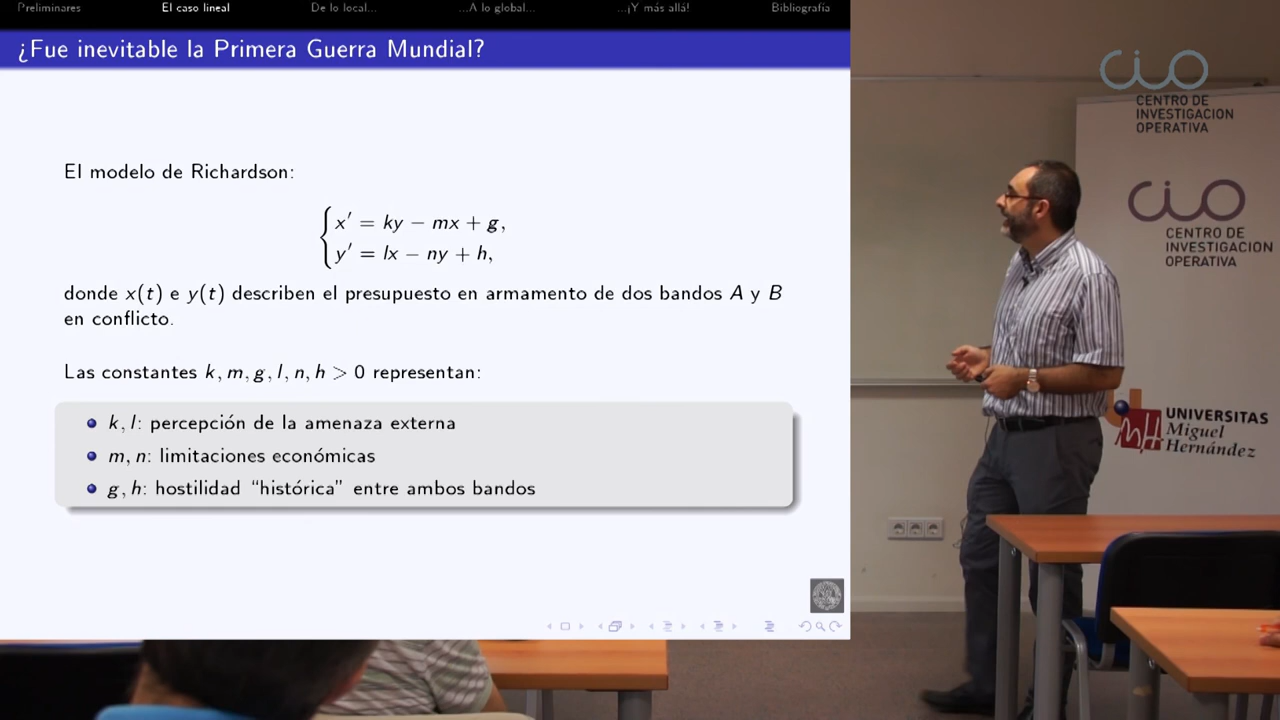 Preliminares El caso lineal De lo local... ...A lo global... ...¡Y más allá! Bibliografía
¿Fue inevitable la Primera Guerra Mundial?
El modelo de Richardson:
x′ = ky − mx + g,
y′ = lx − ny + h,
donde x(t) e y(t) describen el presupuesto en armamento de dos bandos A y B
en conflicto.
Las constantes k, m, g, l, n, h > 0 representan:
k, l: percepción de la amenaza externa
m, n: limitaciones económicas
g, h: hostilidad “histórica” entre ambos bandos
CIO
CENTRO DE
INVESTIGACION
OPERATIVA
CIO
CENTRO DE
INVESTIGACION
OPERATIVA
UNIVERSITAS
Miguel
Hernández